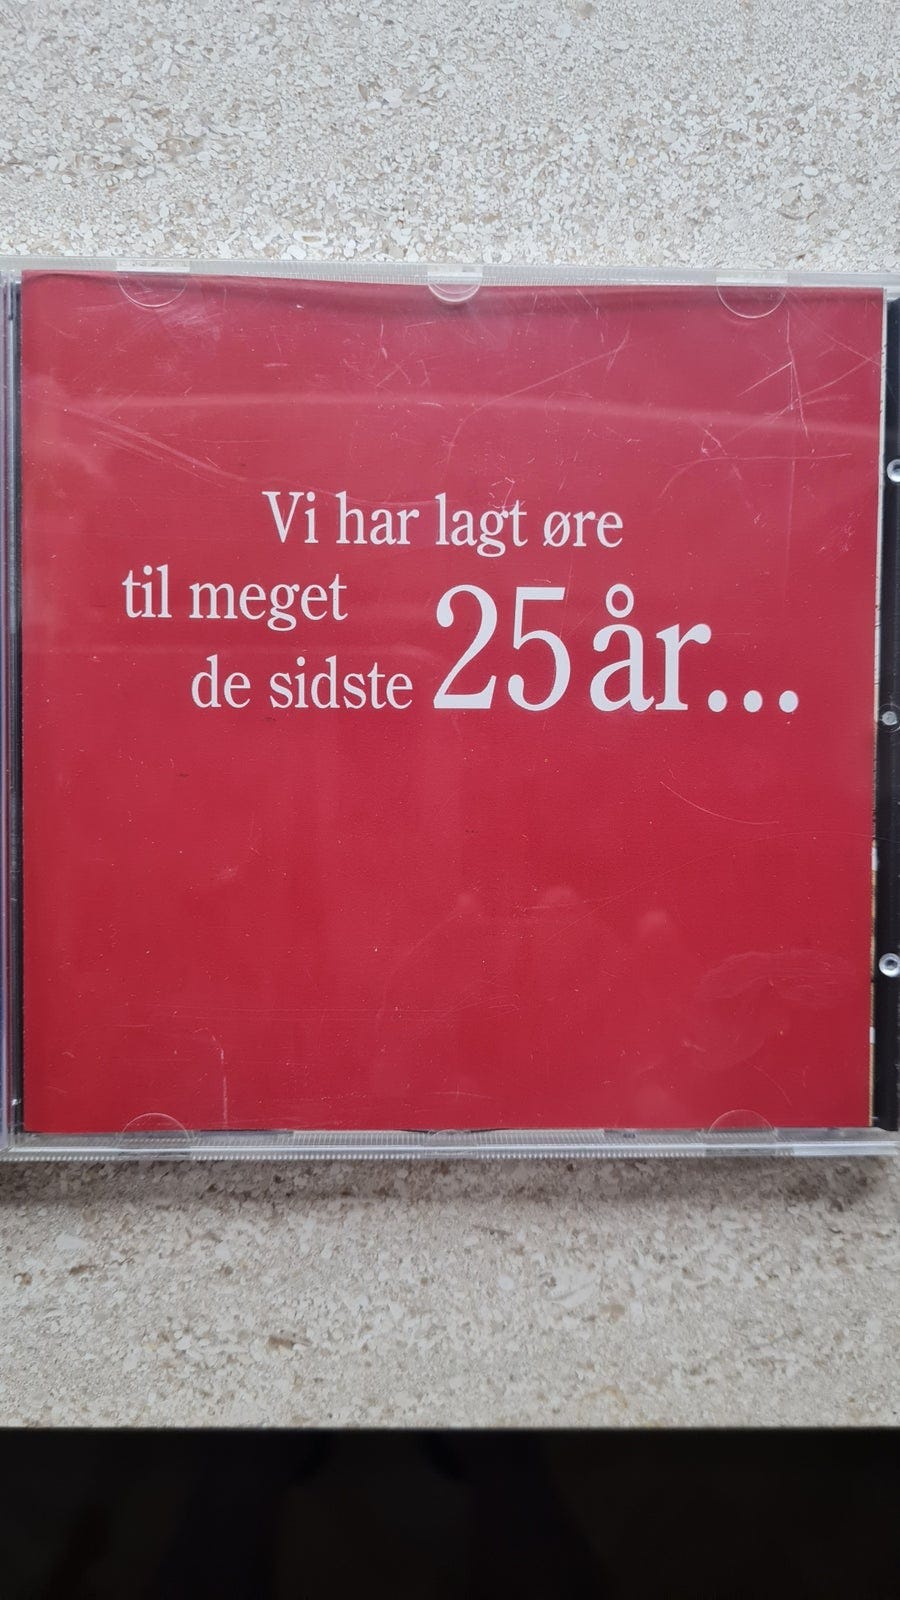 Vi har lagt øre
til meget
de sidste 25 år...